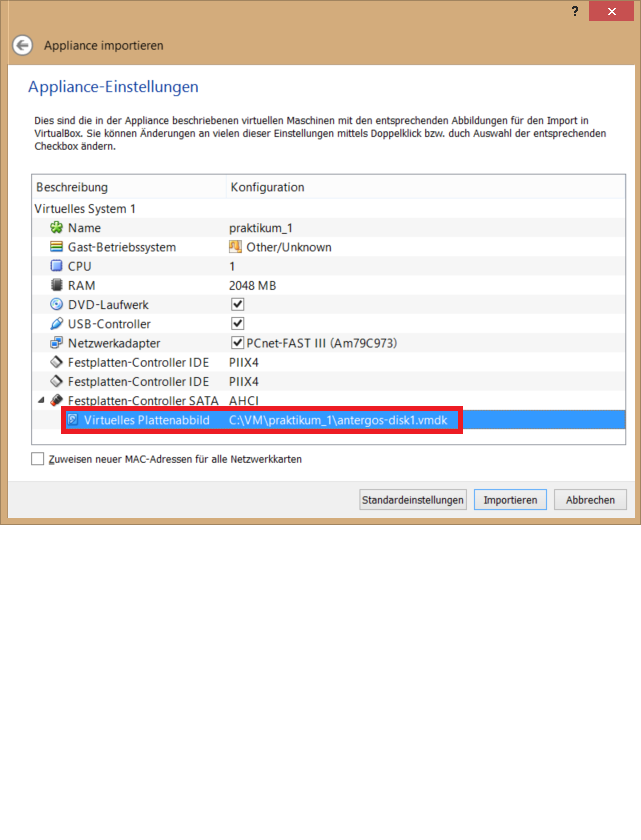 ?
Appliance importieren
Appliance-Einstellungen
Dies sind die in der Appliance beschriebenen virtuellen Maschinen mit den entsprechenden Abbildungen für den Import in
VirtualBox. Sie können Änderungen an vielen dieser Einstellungen mittels Doppelklick bzw. duch Auswahl der entsprechenden
Checkbox ändern.
Beschreibung Konfiguration
Virtuelles System 1
Name praktikum_1
Gast-Betriebssystem Other/Unknown
CPU 1
RAM 2048 MB
DVD-Laufwerk
USB-Controller
Netzwerkadapter PCnet-FAST III (Am79C973)
Festplatten-Controller IDE PIIX4
Festplatten-Controller IDE PIIX4
Festplatten-Controller SATA AHCI
Virtuelles Plattenabbild C:\VM\praktikum_1\antergos-disk1.vmdk
Zuweisen neuer MAC-Adressen für alle Netzwerkkarten
Standardeinstellungen Importieren Abbrechen